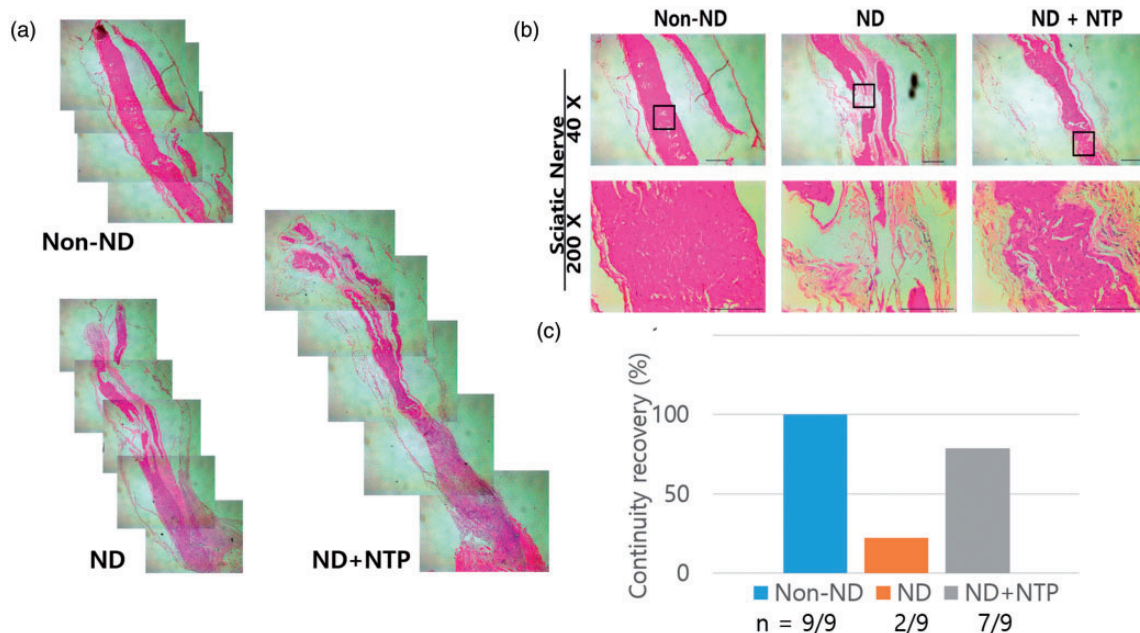 (a)
Non-ND
ND
ND+NTP
(b)
Non-ND
ND
ND + NTP
Sciatic Nerve
40 X
200 X
(c)
Continuity recovery (%)
100
50
0
Non-ND
ND
ND+NTP
n = 9/9
2/9
7/9